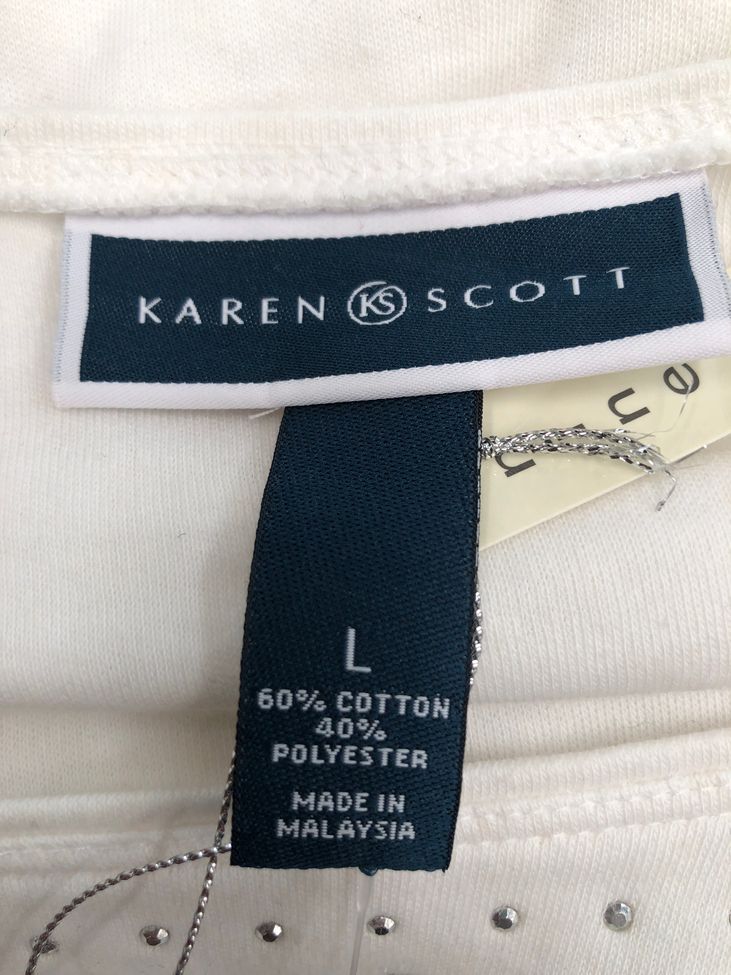 KAREN KS SCOTT
L
60% COTTON
40%
POLYESTER
MADE IN
MALAYSIA